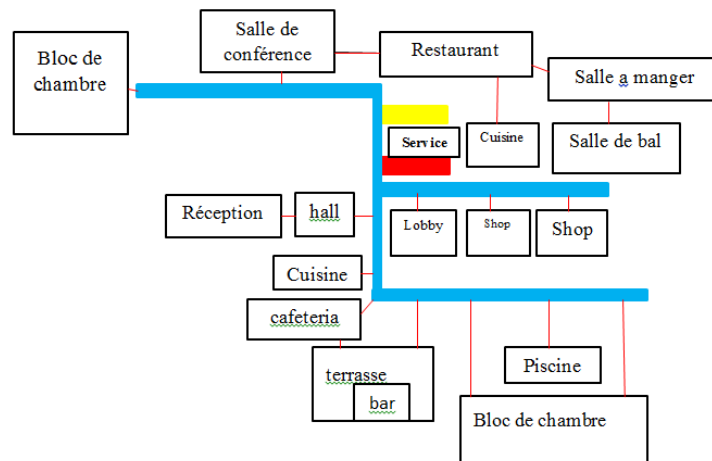 Salle de
conférence
Restaurant
Bloc de
chambre
Salle a manger
Service
Cuisine
Salle de bal
Réception
hall
Lobby
Shop
Shop
Cuisine
cafeteria
terrasse
bar
Piscine
Bloc de chambre